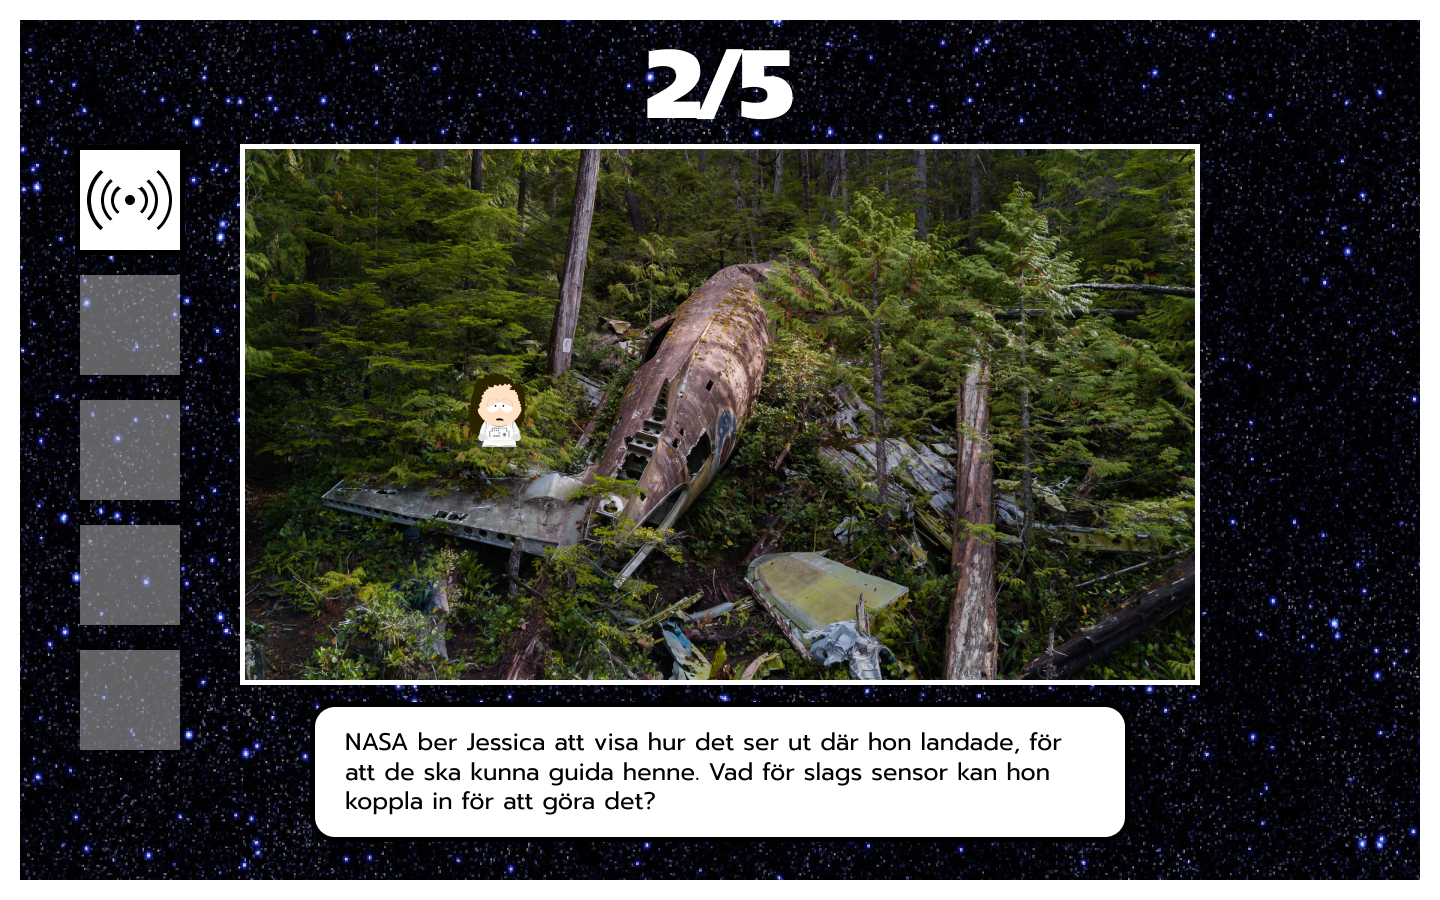 2/5
NASA ber Jessica att visa hur det ser ut där hon landade, för
att de ska kunna guida henne. Vad för slags sensor kan hon
koppla in för att göra det?